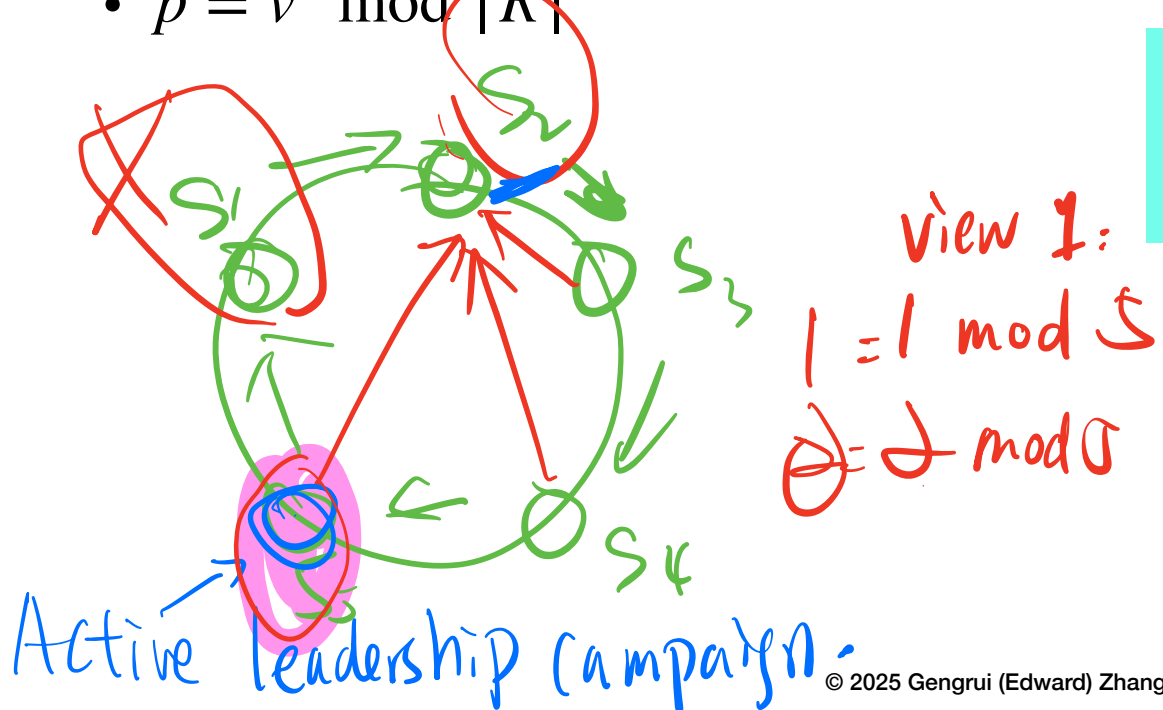 • p = v mod |R|
S2
S1
S3
view 1:
1 = 1 mod 5
2 = 2 mod 5
S4
S5
Active leadership campaign.
© 2025 Gengrui (Edward) Zhang